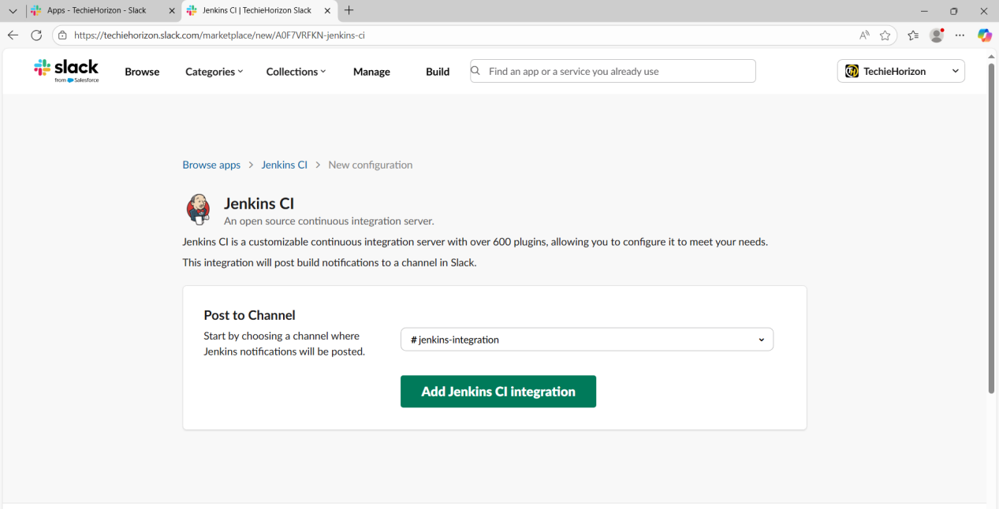 Apps - TechieHorizon - Slack
Jenkins CI | TechieHorizon Slack
https://techiehorizon.slack.com/marketplace/new/A0F7VRFKN-jenkins-ci
slack
from Salesforce
Browse
Categories
Collections
Manage
Build
Find an app or a service you already use
TH
TechieHorizon
Browse apps > Jenkins CI > New configuration
Jenkins CI
An open source continuous integration server.
Jenkins CI is a customizable continuous integration server with over 600 plugins, allowing you to configure it to meet your needs.
This integration will post build notifications to a channel in Slack.
Post to Channel
Start by choosing a channel where
Jenkins notifications will be posted.
# jenkins-integration
Add Jenkins CI integration